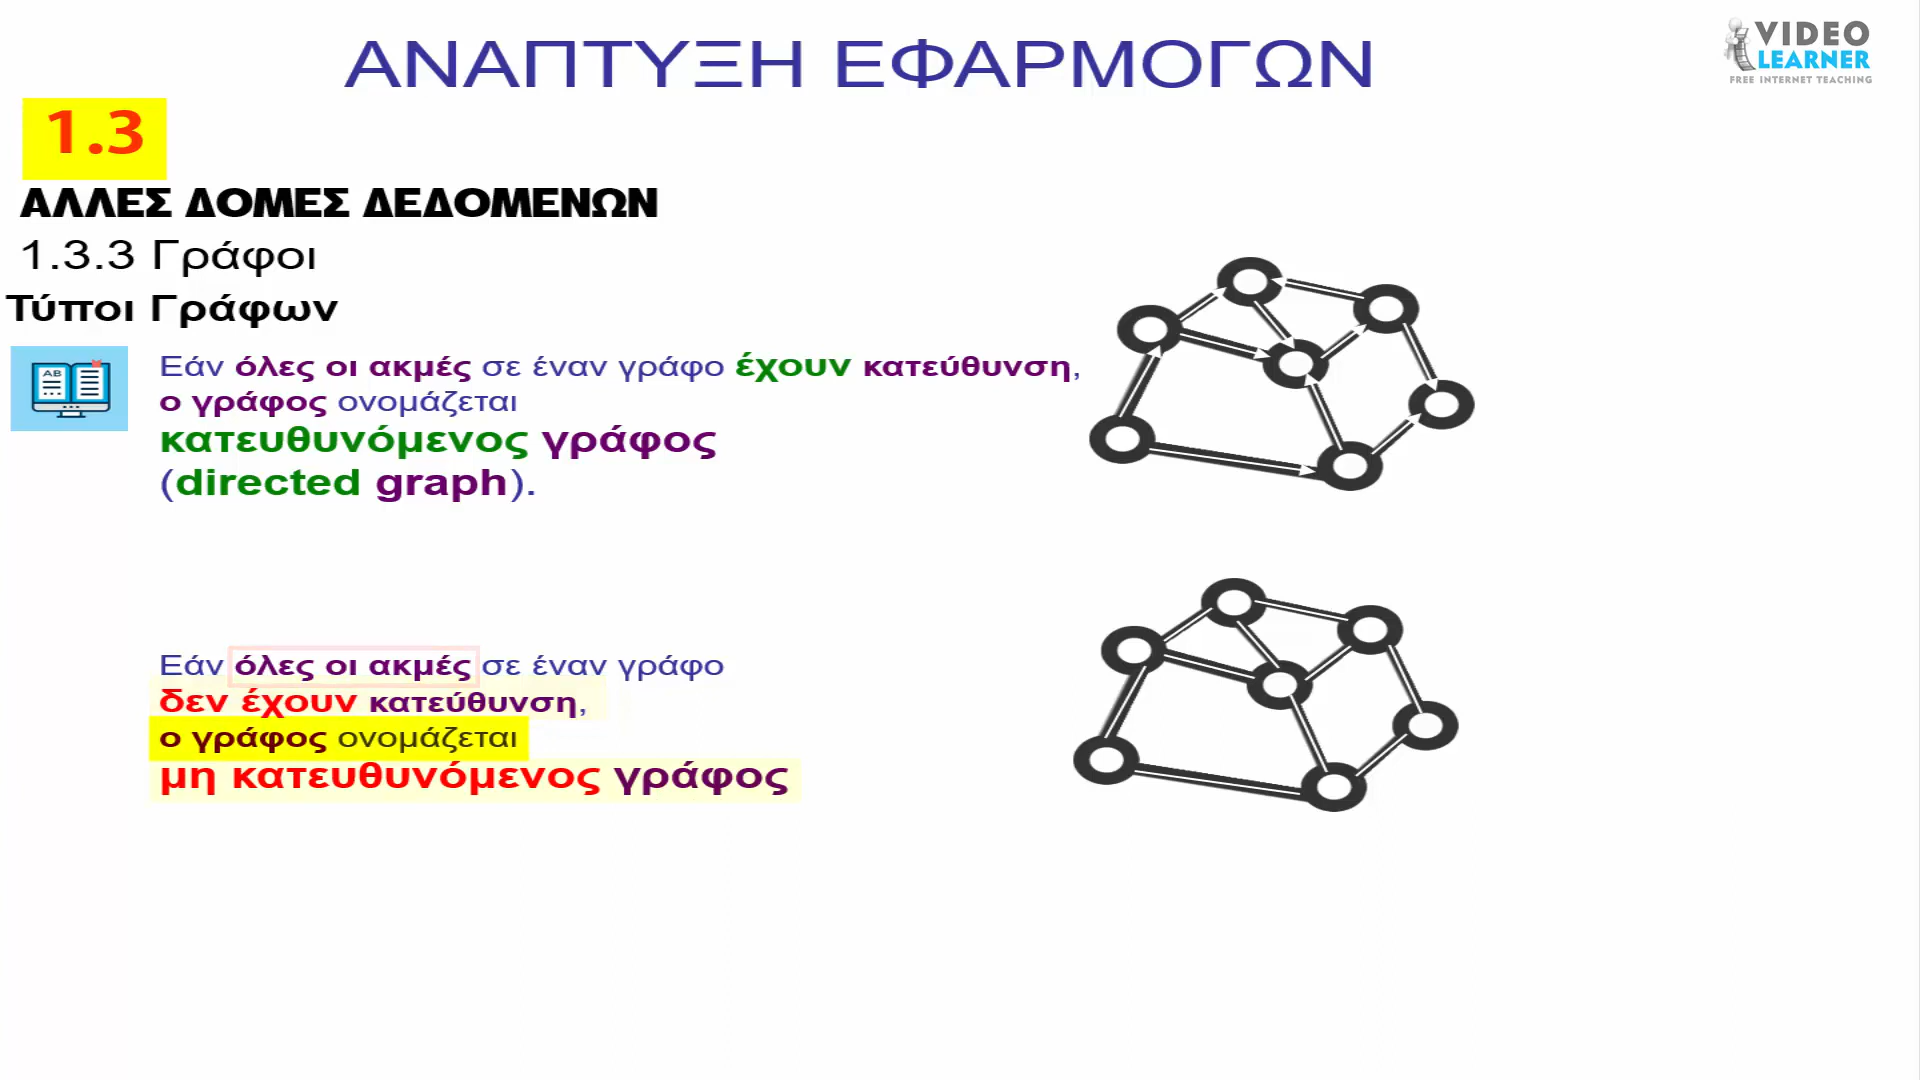 ΑΝΑΠΤΥΞΗ ΕΦΑΡΜΟΓΩΝ
VIDEO
LEARNER
FREE INTERNET TEACHING
1.3
ΑΛΛΕΣ ΔΟΜΕΣ ΔΕΔΟΜΕΝΩΝ
1.3.3 Γράφοι
Τύποι Γράφων
AB
Εάν όλες οι ακμές σε έναν γράφο έχουν κατεύθυνση,
ο γράφος ονομάζεται
κατευθυνόμενος γράφος
(directed graph).
Εάν όλες οι ακμές σε έναν γράφο
δεν έχουν κατεύθυνση,
ο γράφος ονομάζεται
μη κατευθυνόμενος γράφος